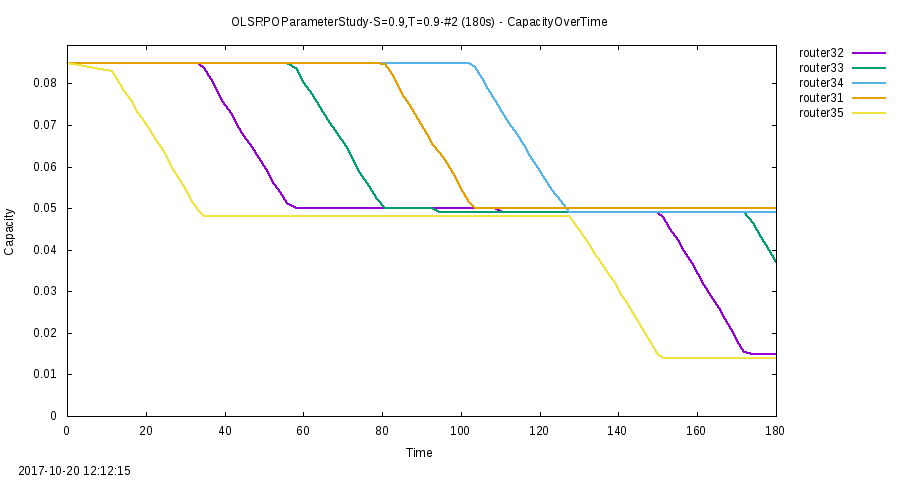 OLSRPOParameterStudy-S=0.9,T=0.9-#2 (180s) - CapacityOverTime
router32
router33
router34
router31
router35
0.08
0.07
0.06
0.05
0.04
0.03
0.02
0.01
0
Capacity
0 20 40 60 80 100 120 140 160 180
Time
2017-10-20 12:12:15